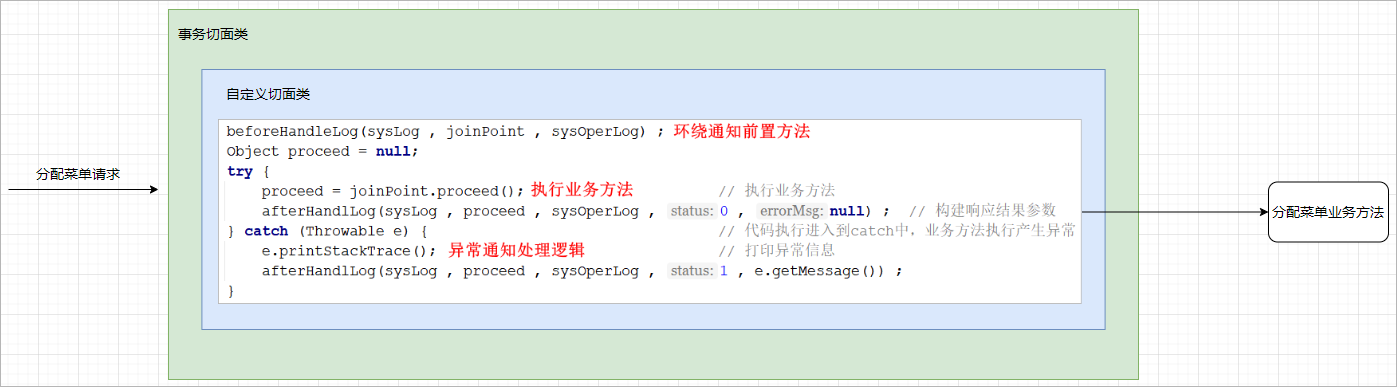 事务切面类
自定义切面类
beforeHandleLog(sysLog , joinPoint , sysOperLog) ; 环绕通知前置方法
Object proceed = null;
try {
分配菜单请求
proceed = joinPoint.proceed(); 执行业务方法 // 执行业务方法
afterHandlLog(sysLog , proceed , sysOperLog , status: 0 , errorMsg: null) ; // 构建响应结果参数
分配菜单业务方法
} catch (Throwable e) { // 代码执行进入到catch中，业务方法执行产生异常
e.printStackTrace(); 异常通知处理逻辑 // 打印异常信息
afterHandlLog(sysLog , proceed , sysOperLog , status: 1 , e.getMessage()) ;
}